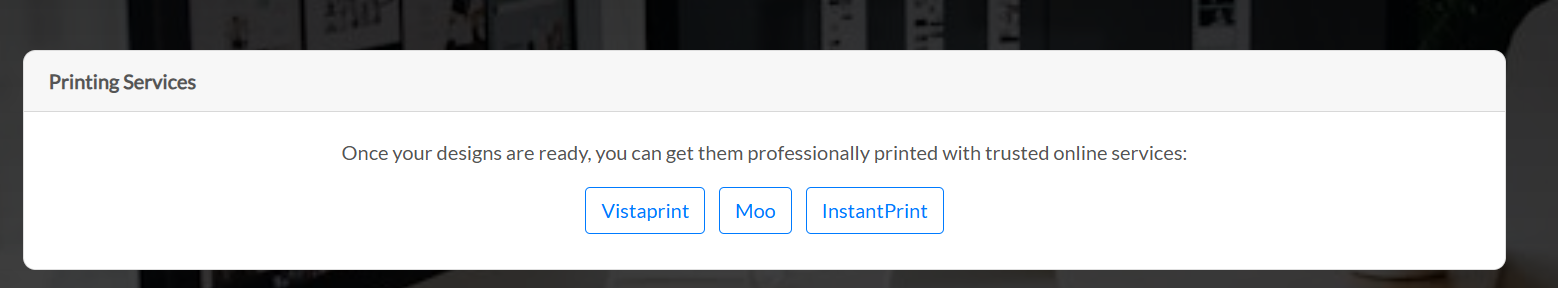 Printing Services
Once your designs are ready, you can get them professionally printed with trusted online services:
Vistaprint Moo InstantPrint